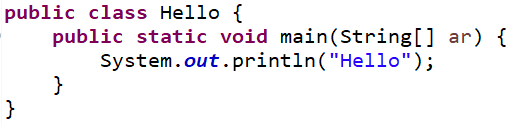 public class Hello {
    public static void main(String[] ar) {
        System.out.println("Hello");
    }
}